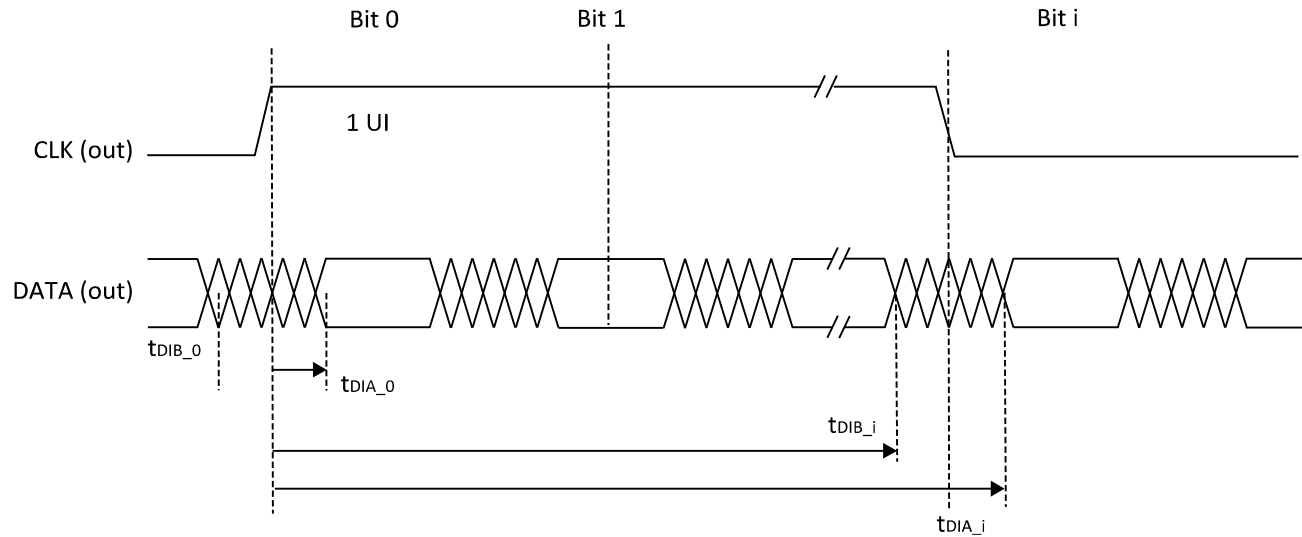 Bit 0
Bit 1
Bit i
1 UI
CLK (out)
DATA (out)
tDIB_0
tDIA_0
tDIB_i
tDIA_i